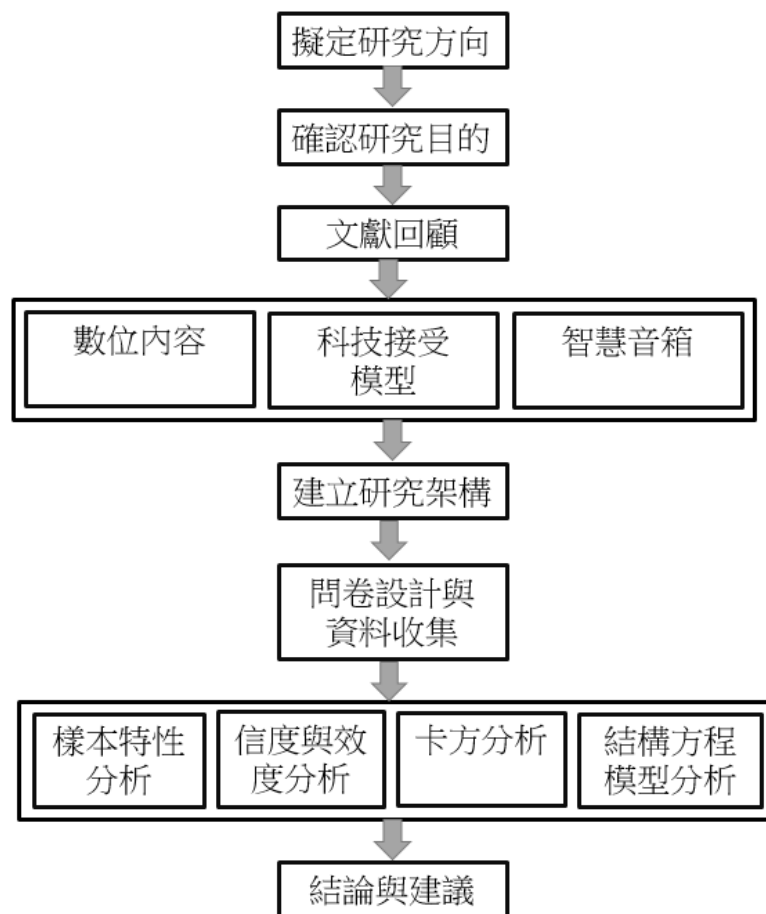 擬定研究方向
確認研究目的
文獻回顧
數位內容
科技接受
模型
智慧音箱
建立研究架構
問卷設計與
資料收集
樣本特性
分析
信度與效
度分析
卡方分析
結構方程
模型分析
結論與建議